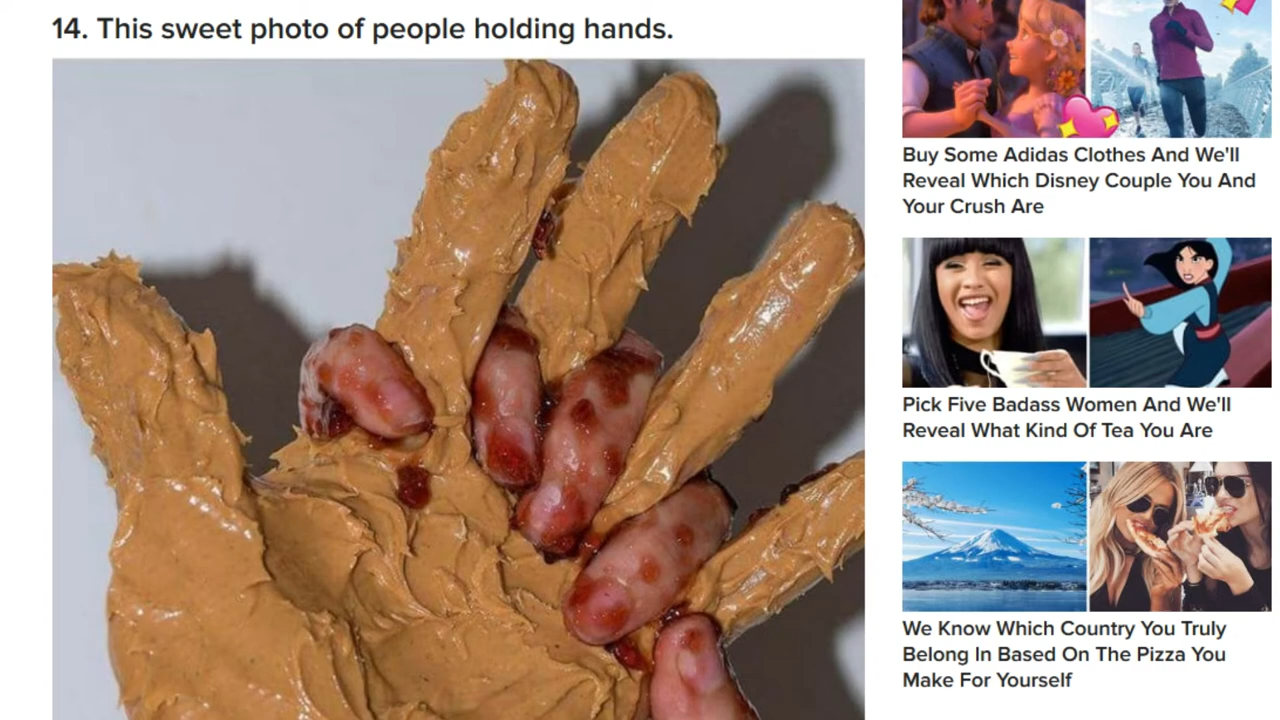 14. This sweet photo of people holding hands.
Buy Some Adidas Clothes And We'll
Reveal Which Disney Couple You And
Your Crush Are
Pick Five Badass Women And We'll
Reveal What Kind Of Tea You Are
We Know Which Country You Truly
Belong In Based On The Pizza You
Make For Yourself